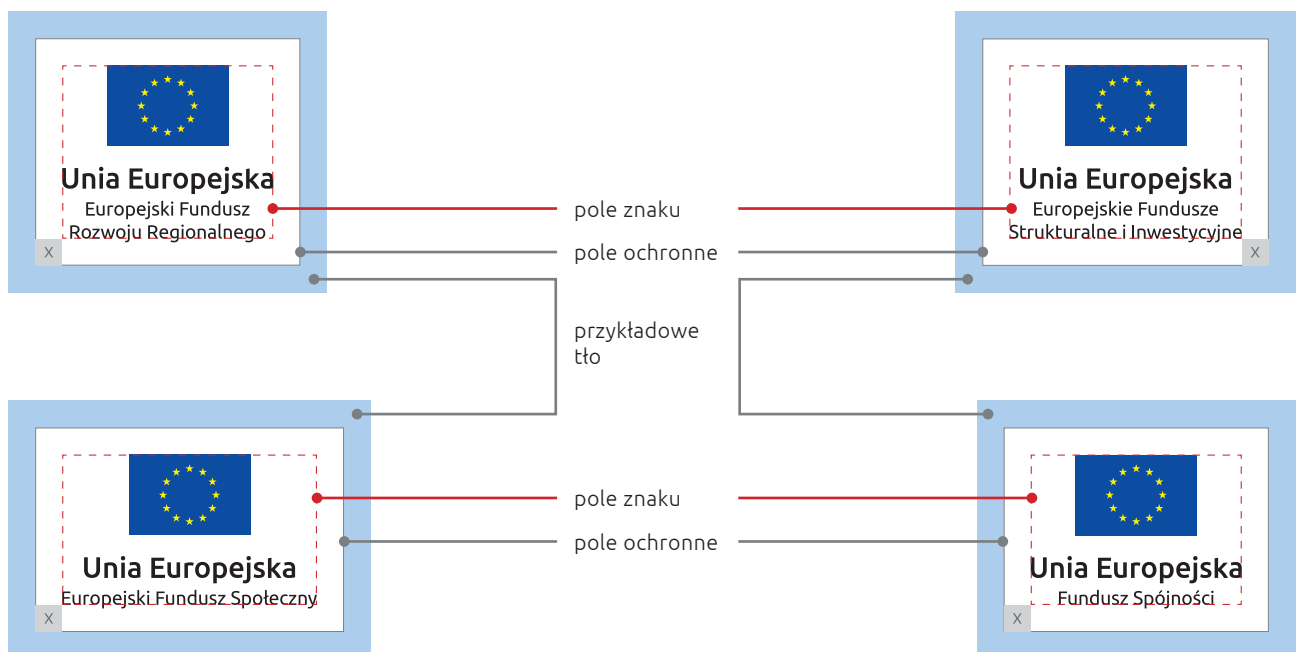 Unia Europejska
Europejski Fundusz
Rozwoju Regionalnego
X
Unia Europejska
Europejskie Fundusze
Strukturalne i Inwestycyjne
X
pole znaku
pole ochronne
przykładowe
tło
Unia Europejska
Europejski Fundusz Społeczny
X
pole znaku
pole ochronne
Unia Europejska
Fundusz Spójności
X